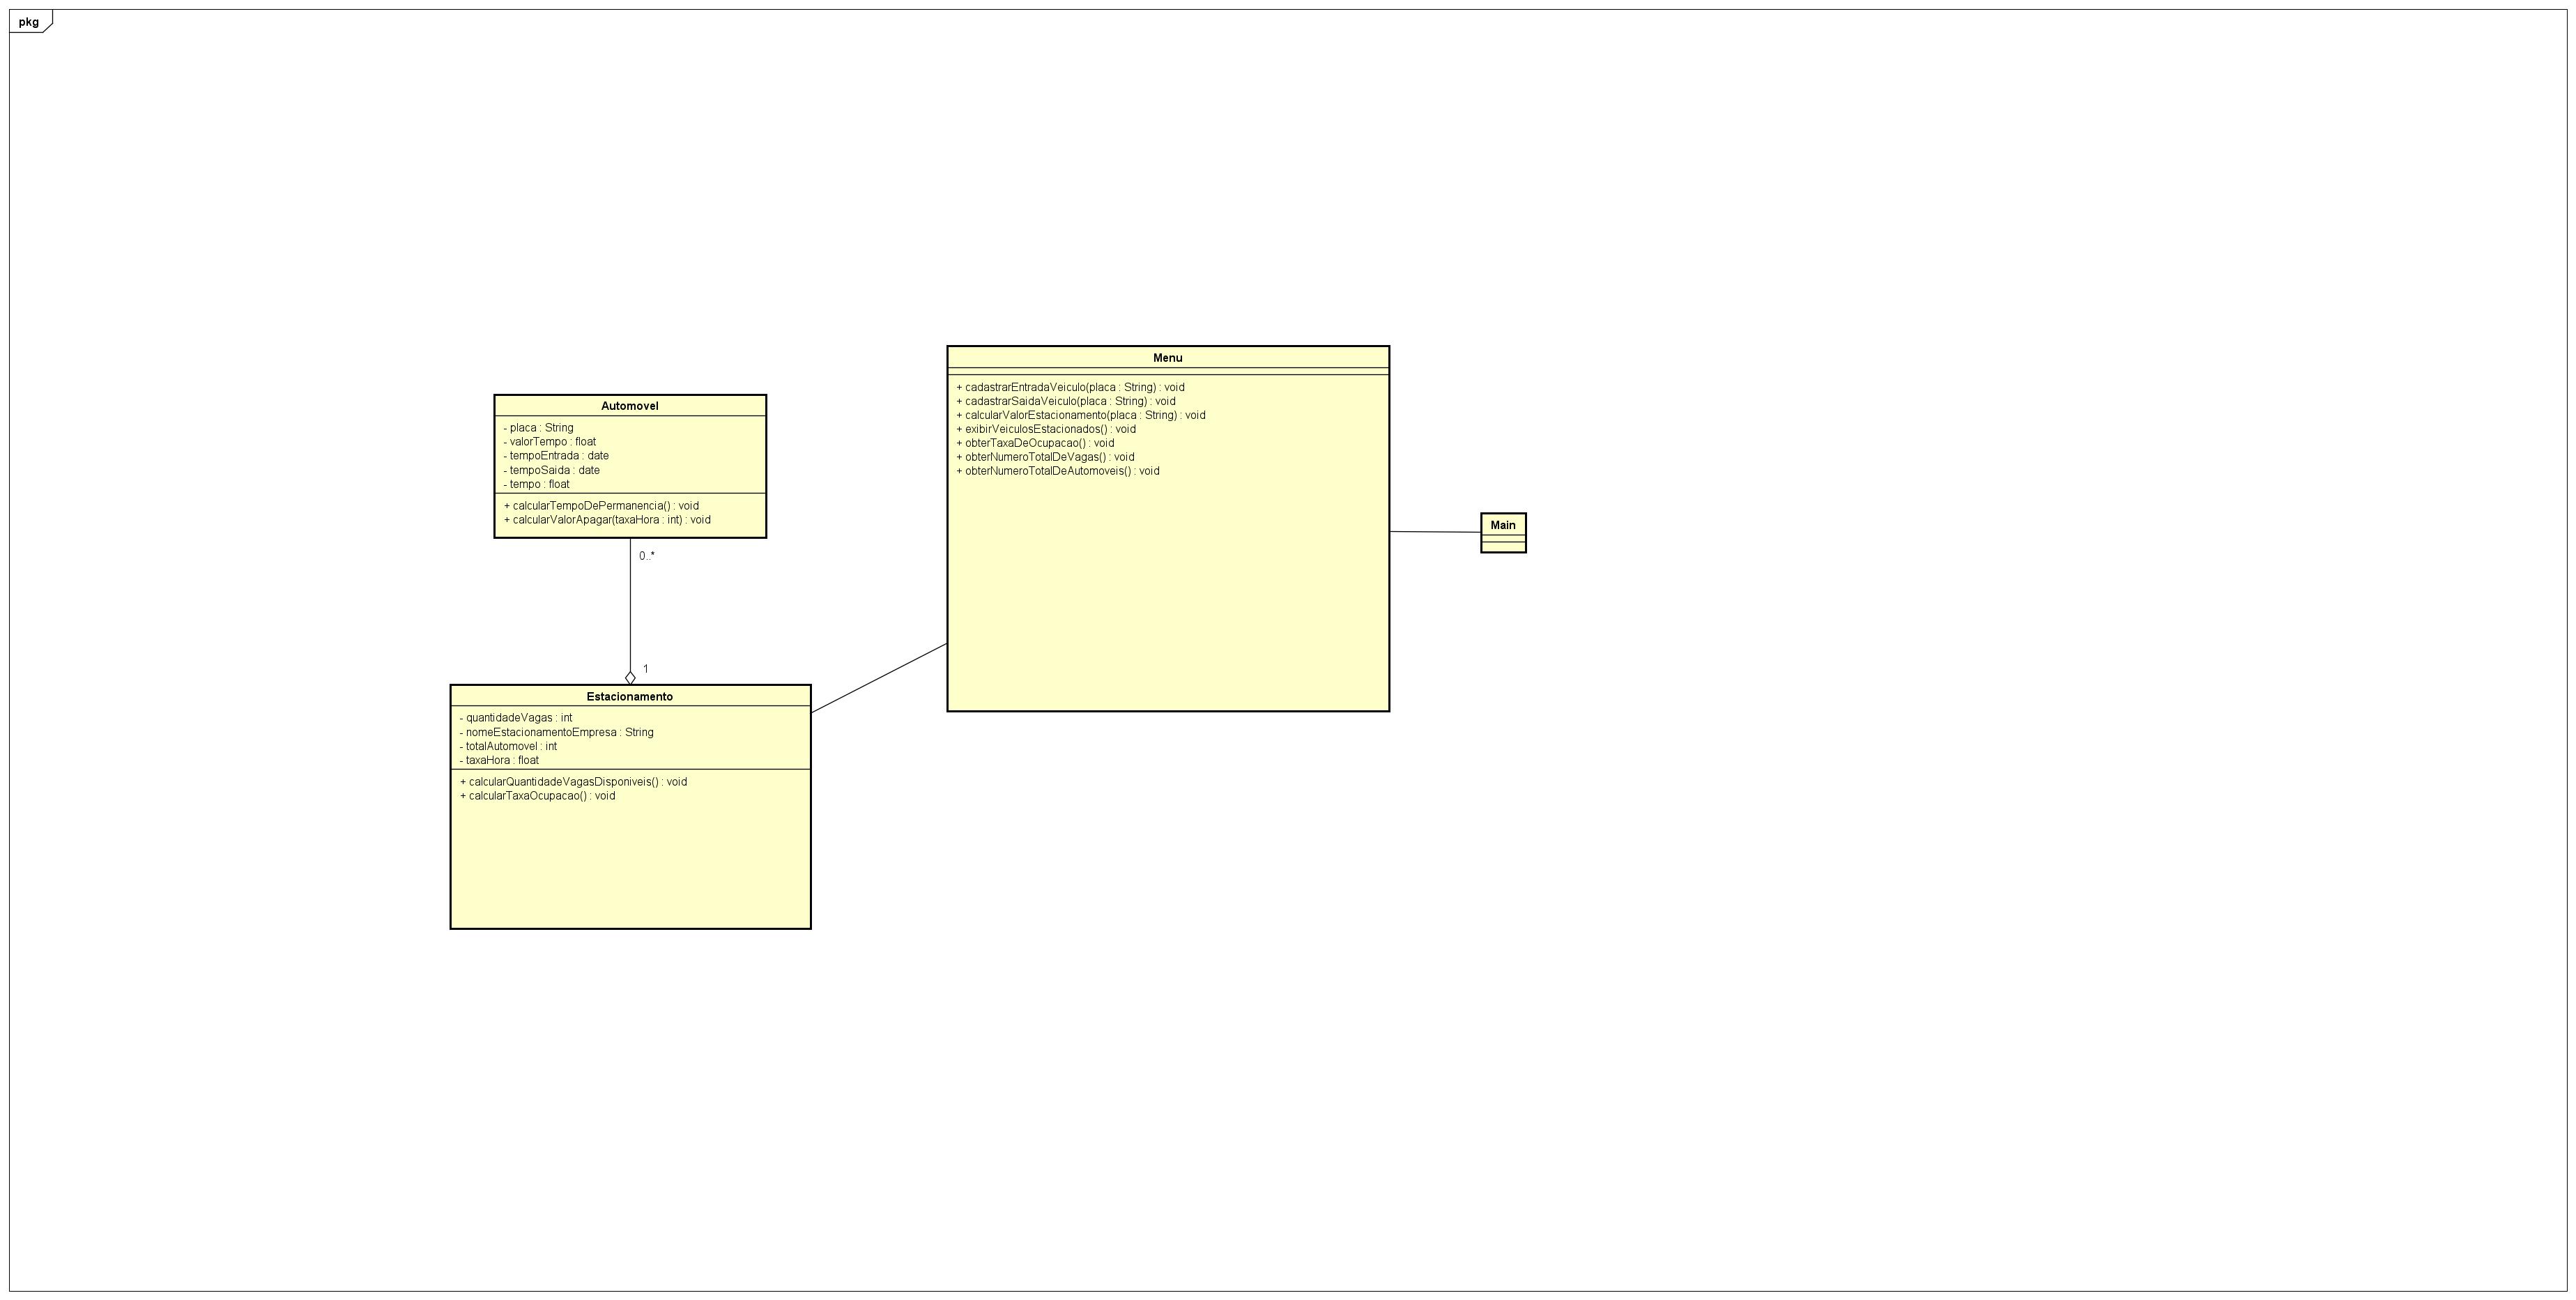 pkg
Automovel
- placa : String
- valorTempo : float
- tempoEntrada : date
- tempoSaida : date
- tempo : float
+ calcularTempoDePermanencia() : void
+ calcularValorApagar(taxaHora : int) : void
0..*
1
Estacionamento
- quantidadeVagas : int
- nomeEstacionamentoEmpresa : String
- totalAutomovel : int
- taxaHora : float
+ calcularQuantidadeVagasDisponiveis() : void
+ calcularTaxaOcupacao() : void
Menu
+ cadastrarEntradaVeiculo(placa : String) : void
+ cadastrarSaidaVeiculo(placa : String) : void
+ calcularValorEstacionamento(placa : String) : void
+ exibirVeiculosEstacionados() : void
+ obterTaxaDeOcupacao() : void
+ obterNumeroTotalDeVagas() : void
+ obterNumeroTotalDeAutomoveis() : void
Main